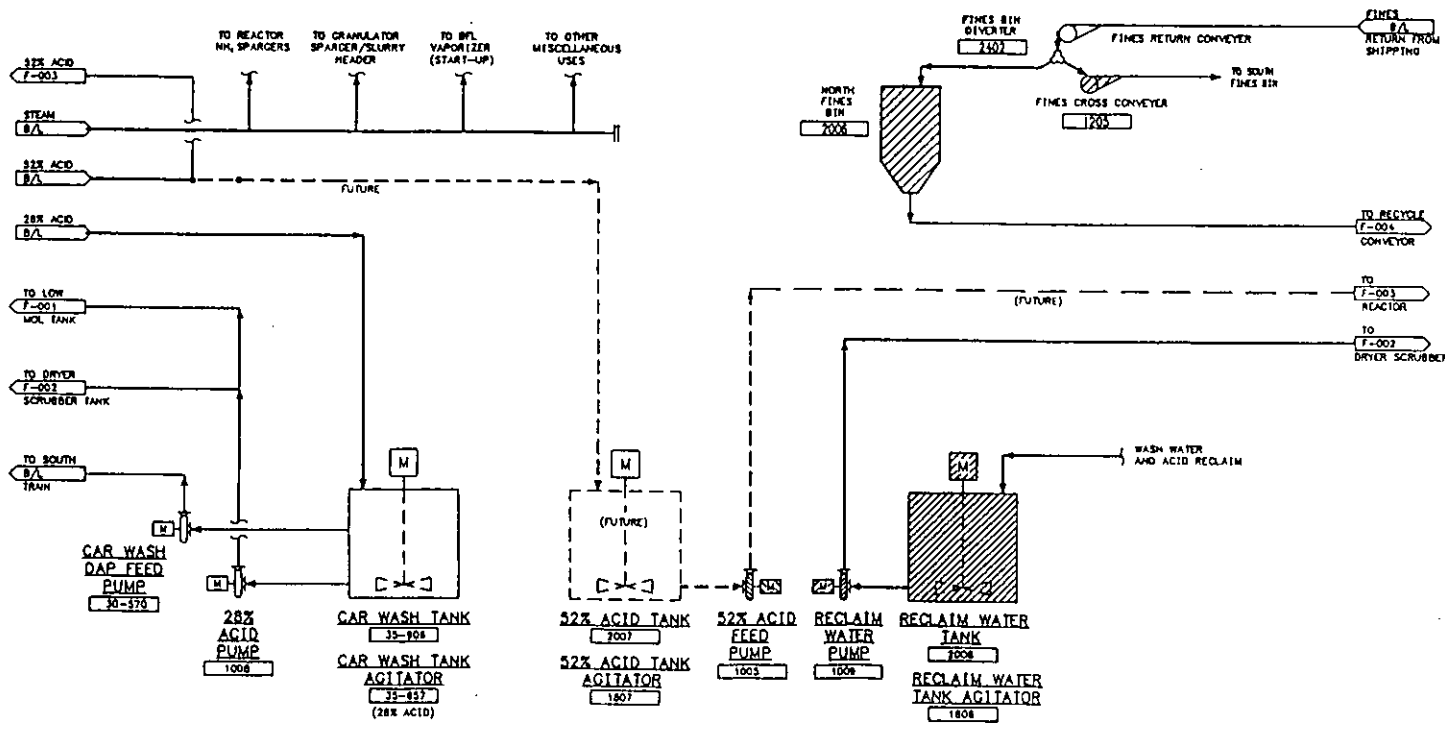 52% ACID
F-003
STEAM
B/L
52% ACID
B/L
28% ACID
B/L
TO LOW
F-001
MOL TANK
TO DRYER
F-002
SCRUBBER TANK
TO SOUTH
B/L
TRAIN
TO REACTOR
NH, SPARGERS
TO GRANULATOR
SPARGER/SLURRY
HEADER
TO BFL
VAPORIZER
(START-UP)
TO OTHER
MISCELLANEOUS
USES
FUTURE
FINES BIN
DIVERTER
2402
FINES RETURN CONVEYER
FINES
B/L
RETURN FROM
SHIPPING
TO SOUTH
FINES BIN
FINES CROSS CONVEYER
1203
NORTH
FINES
BIN
2006
TO RECYCLE
F-004
CONVEYOR
TO
F-003
REACTOR
(FUTURE)
TO
F-002
DRYER SCRUBBER
WASH WATER
AND ACID RECLAIM
M
M
M
M
M
M
M
(FUTURE)
CAR WASH
DAP FEED
PUMP
30-570
28%
ACID
PUMP
1006
CAR WASH TANK
35-908
CAR WASH TANK
AGITATOR
35-857
(28% ACID)
52% ACID TANK
2007
52% ACID TANK
AGITATOR
1807
52% ACID
FEED
PUMP
1005
RECLAIM
WATER
PUMP
1009
RECLAIM WATER
TANK
2008
RECLAIM WATER
TANK AGITATOR
1808